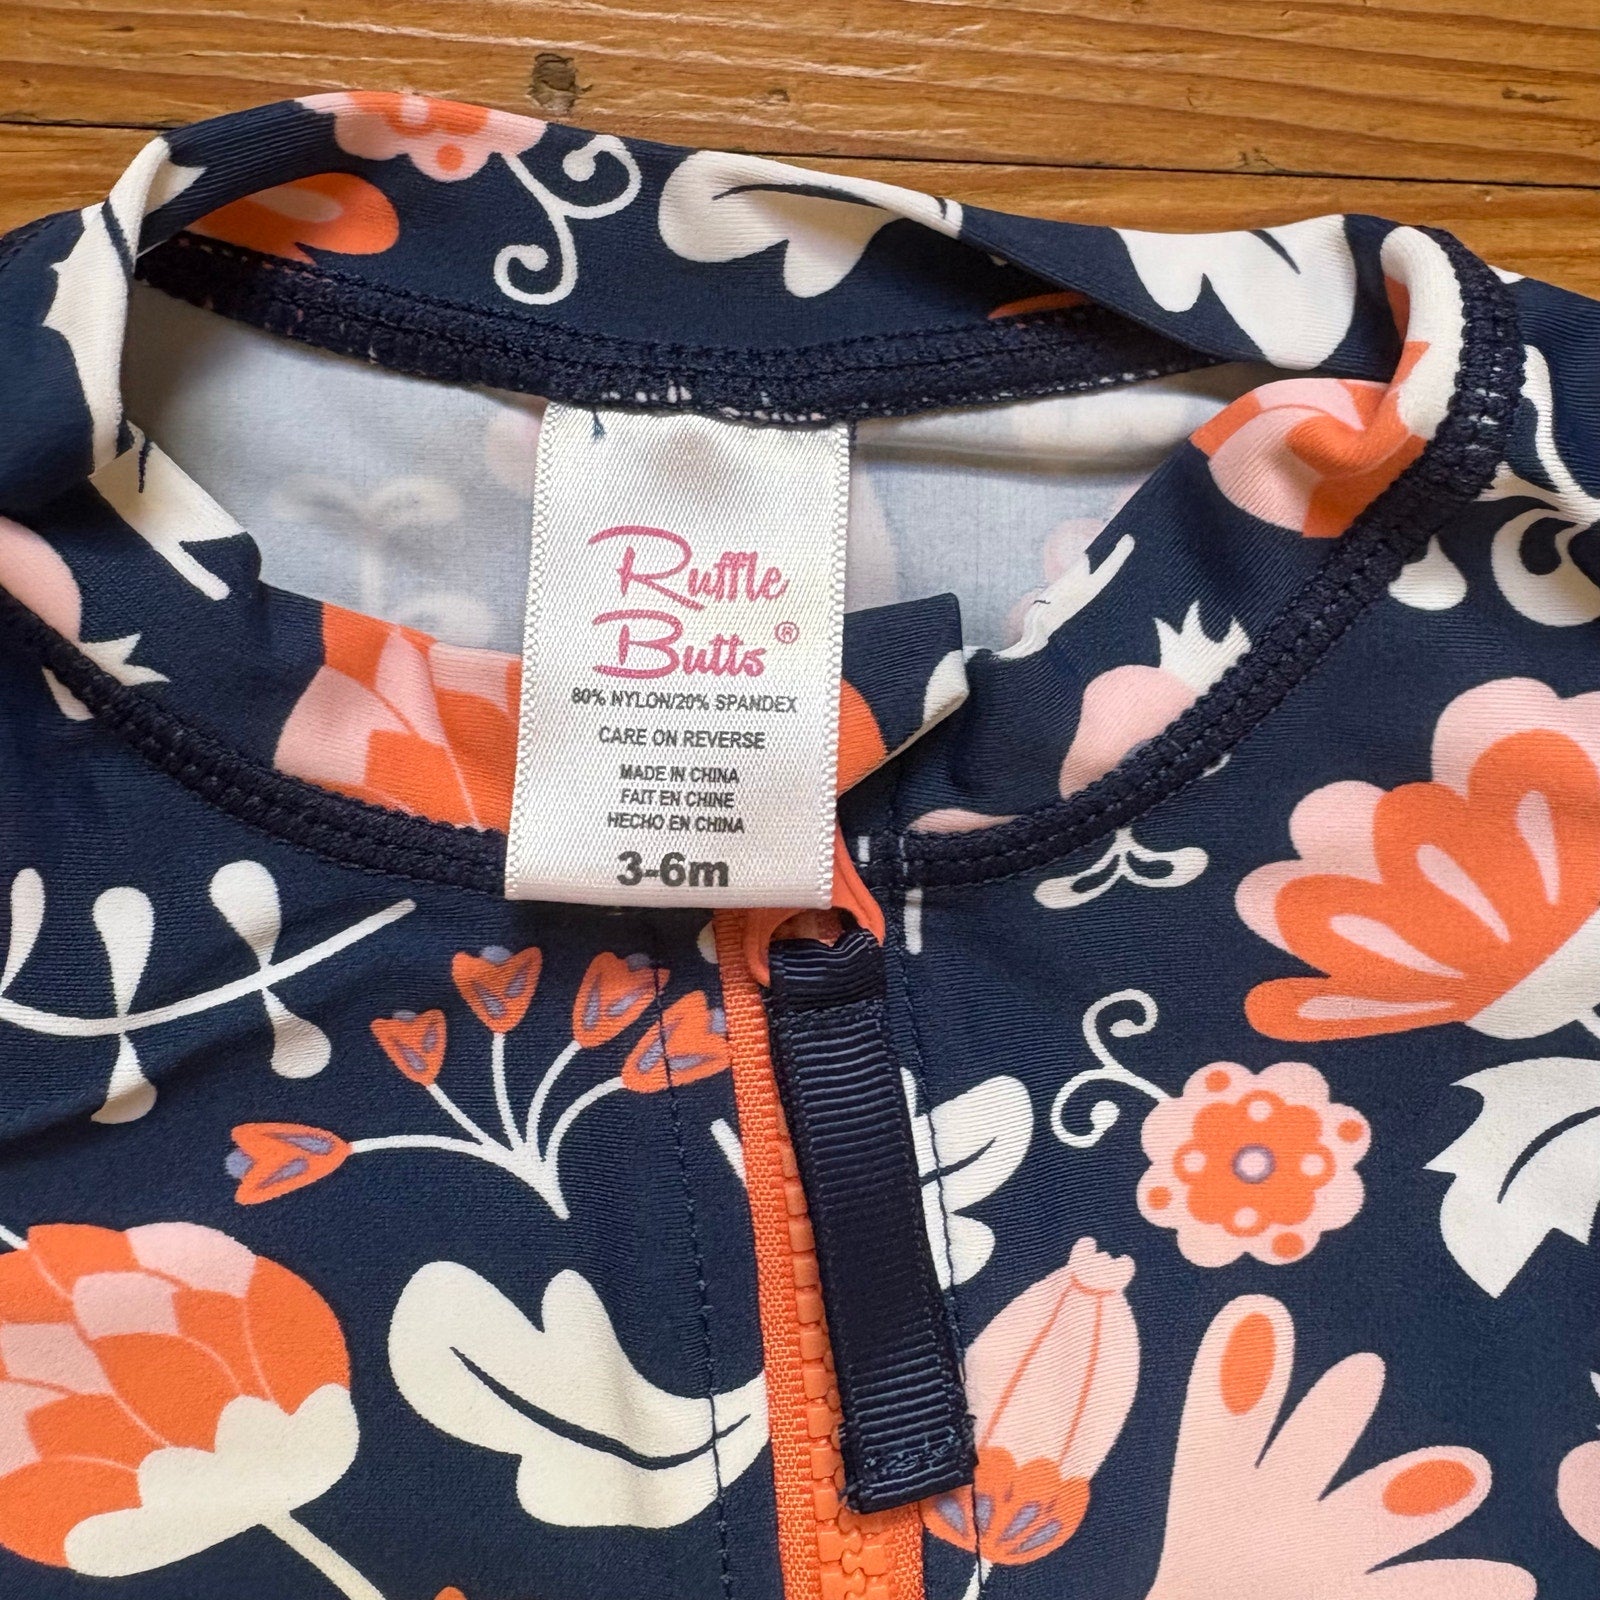 Ruffle
Butts®
80% NYLON/20% SPANDEX
CARE ON REVERSE
MADE IN CHINA
FAIT EN CHINE
HECHO EN CHINA
3-6m